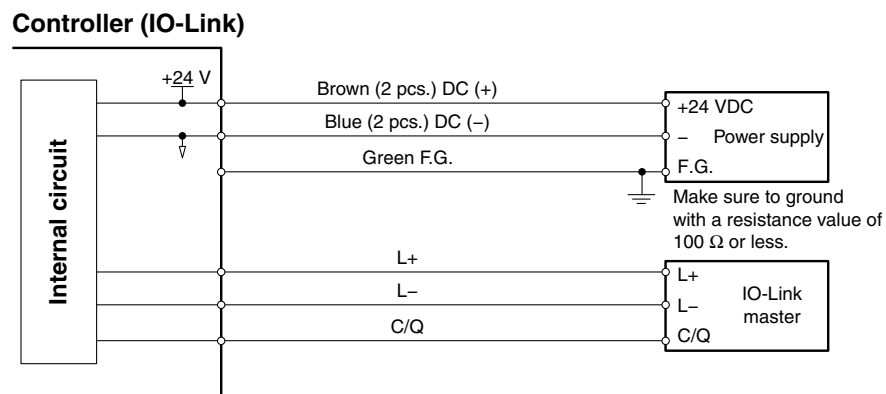 Controller (IO-Link)
+24 V
Internal circuit
Brown (2 pcs.) DC (+)
Blue (2 pcs.) DC (−)
Green F.G.
+24 VDC
− Power supply
F.G.
Make sure to ground
with a resistance value of
100 Ω or less.
L+
L−
C/Q
L+
L−
C/Q
IO-Link
master